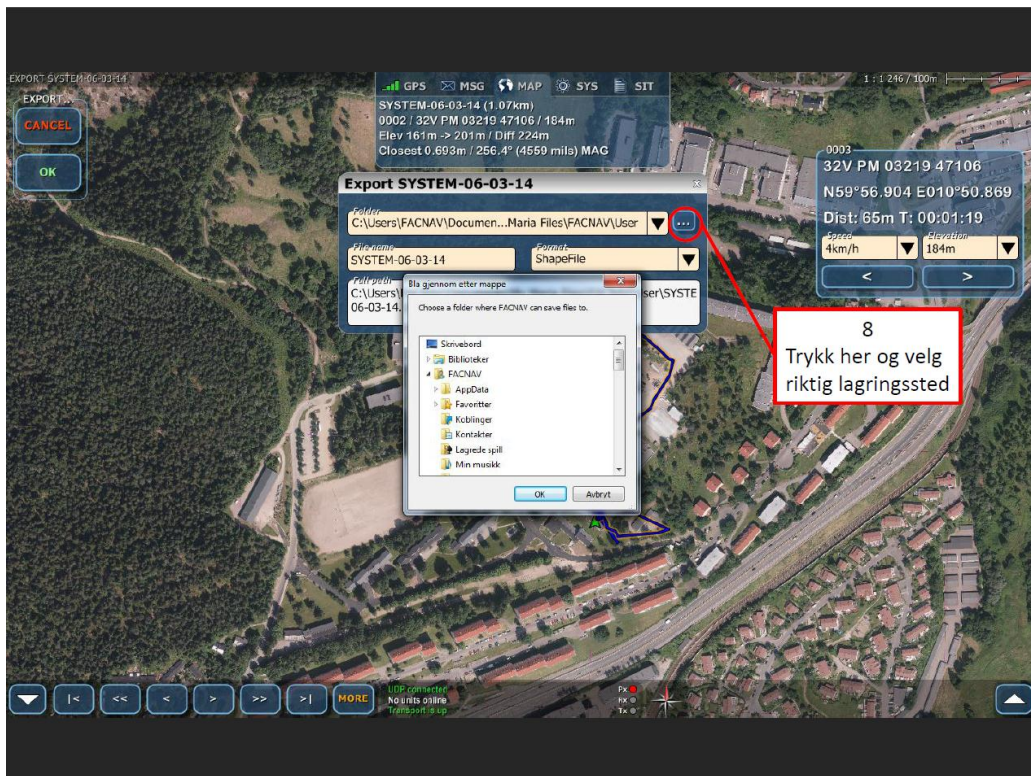 EXPORT SYSTEM-06-03-14
EXPORT...
CANCEL
OK
GPS MSG MAP SYS SIT
SYSTEM-06-03-14 (1.07km)
0002 / 32V PM 03219 47106 / 184m
Elev 161m -> 201m / Diff 224m
Closest 0.693m / 256.4° (4559 mils) MAG
1 : 1 246 / 100m
0003
32V PM 03219 47106
N59°56.904 E010°50.869
Dist: 65m T: 00:01:19
Speed Elevation
4km/h 184m
< >
Export SYSTEM-06-03-14
Folder
C:\Users\FACNAV\Documen...Maria Files\FACNAV\User ...
File name Format
SYSTEM-06-03-14 ShapeFile
Full path
C:\Users\ ser\SYSTE
06-03-14.
Bla gjennom etter mappe
Choose a folder where FACNAV can save files to.
Skrivebord
Biblioteker
FACNAV
AppData
Favoritter
Koblinger
Kontakter
Lagrede spill
Min musikk
OK Avbryt
8
Trykk her og velg
riktig lagringssted
|< << < > >> >| MORE
UDP connected
No units online
Transport is up
Px
RX
Tx